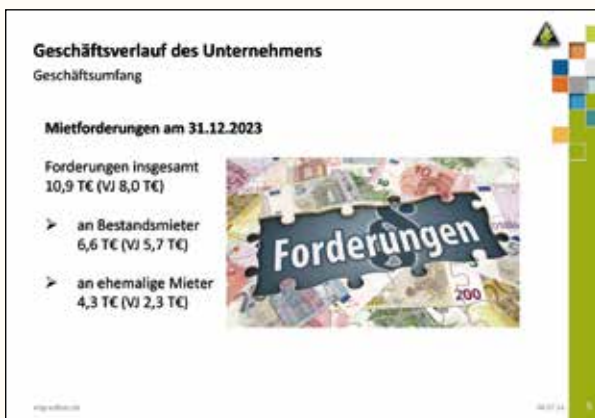 Geschäftsverlauf des Unternehmens
Geschäftsumfang
Mietforderungen am 31.12.2023
Forderungen insgesamt
10,9 T€ (VJ 8,0 T€)
➢ an Bestandsmieter
6,6 T€ (VJ 5,7 T€)
➢ an ehemalige Mieter
4,3 T€ (VJ 2,3 T€)
§
Forderungen
10
200